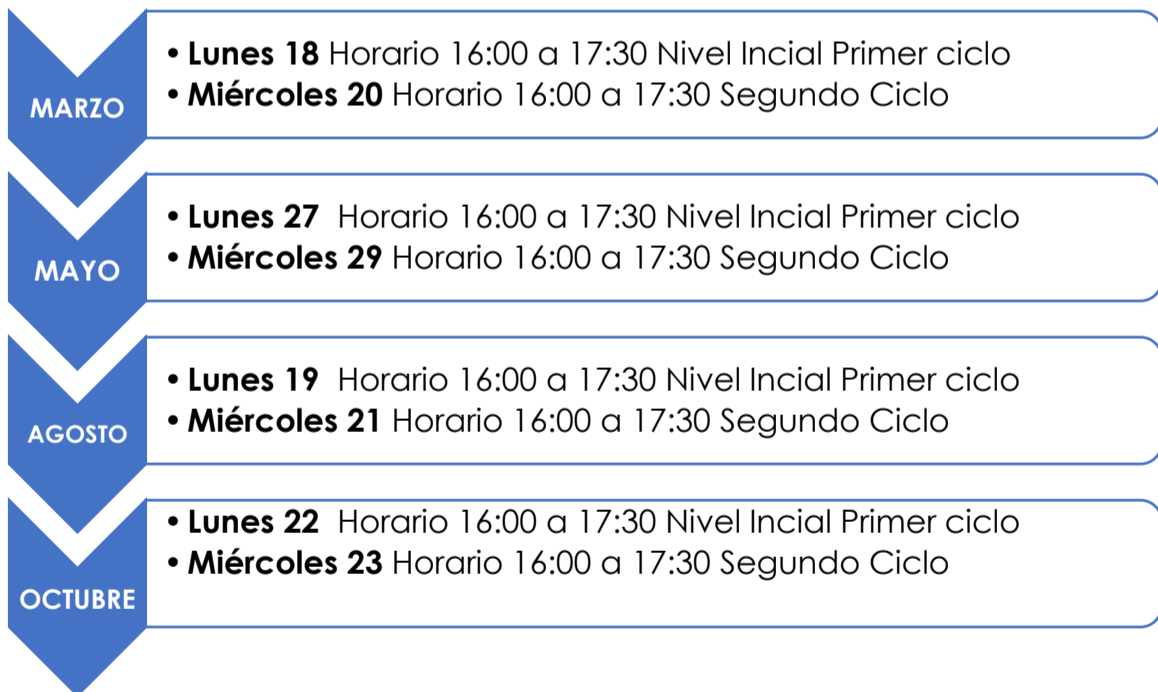 MARZO
• Lunes 18 Horario 16:00 a 17:30 Nivel Incial Primer ciclo
• Miércoles 20 Horario 16:00 a 17:30 Segundo Ciclo
MAYO
• Lunes 27 Horario 16:00 a 17:30 Nivel Incial Primer ciclo
• Miércoles 29 Horario 16:00 a 17:30 Segundo Ciclo
AGOSTO
• Lunes 19 Horario 16:00 a 17:30 Nivel Incial Primer ciclo
• Miércoles 21 Horario 16:00 a 17:30 Segundo Ciclo
OCTUBRE
• Lunes 22 Horario 16:00 a 17:30 Nivel Incial Primer ciclo
• Miércoles 23 Horario 16:00 a 17:30 Segundo Ciclo